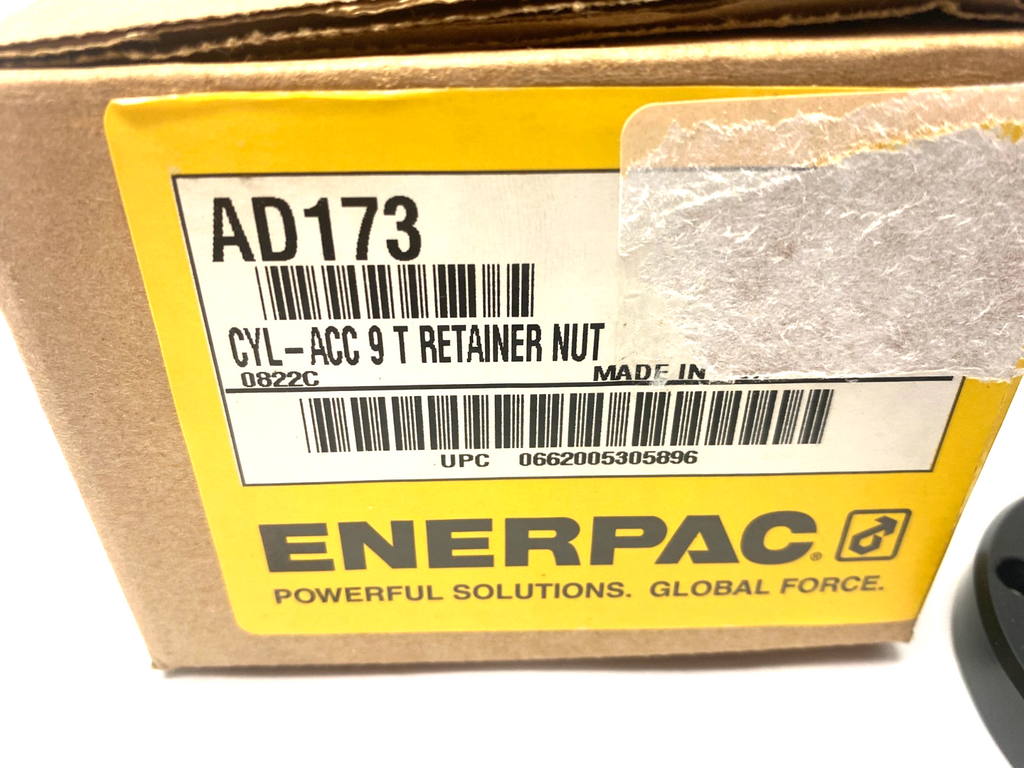 AD173
CYL-ACC 9 T RETAINER NUT
0822C
MADE IN
UPC 0662005305896
ENERPAC®
POWERFUL SOLUTIONS. GLOBAL FORCE.